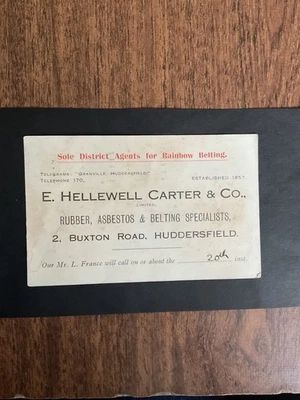 Sole District Agents for Rainbow Belting.
TELEGRAMS: "GRANVILLE, HUDDERSFIELD."
TELEPHONE 170. ESTABLISHED 1857.
E. HELLEWELL CARTER & CO.,
LIMITED,
RUBBER, ASBESTOS & BELTING SPECIALISTS,
2, BUXTON ROAD, HUDDERSFIELD.
Our Mr. L. France will call on or about the 20th inst.